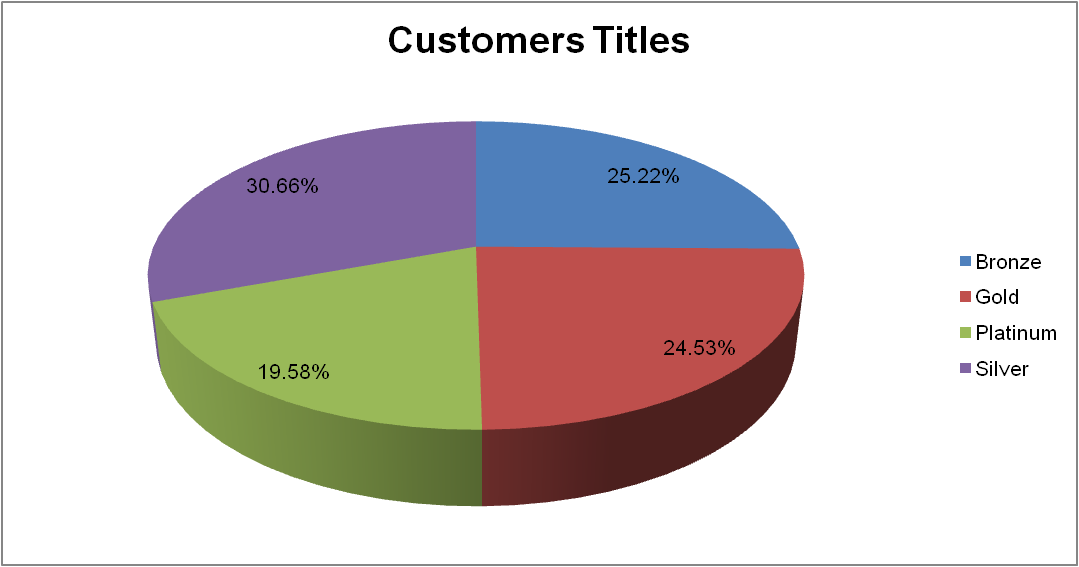 Customers Titles
30.66%
25.22%
24.53%
19.58%
Bronze
Gold
Platinum
Silver